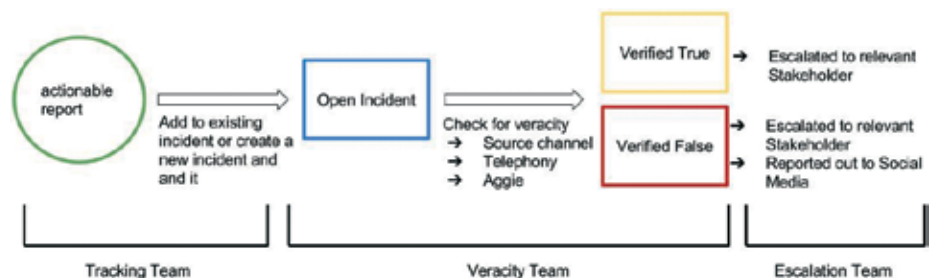 actionable
report
Add to existing
incident or create a
new incident and
and it
Open Incident
Check for veracity
→ Source channel
→ Telephony
→ Aggie
Verified True
→ Escalated to relevant
Stakeholder
Verified False
→ Escalated to relevant
Stakeholder
→ Reported out to Social
Media
Tracking Team
Veracity Team
Escalation Team